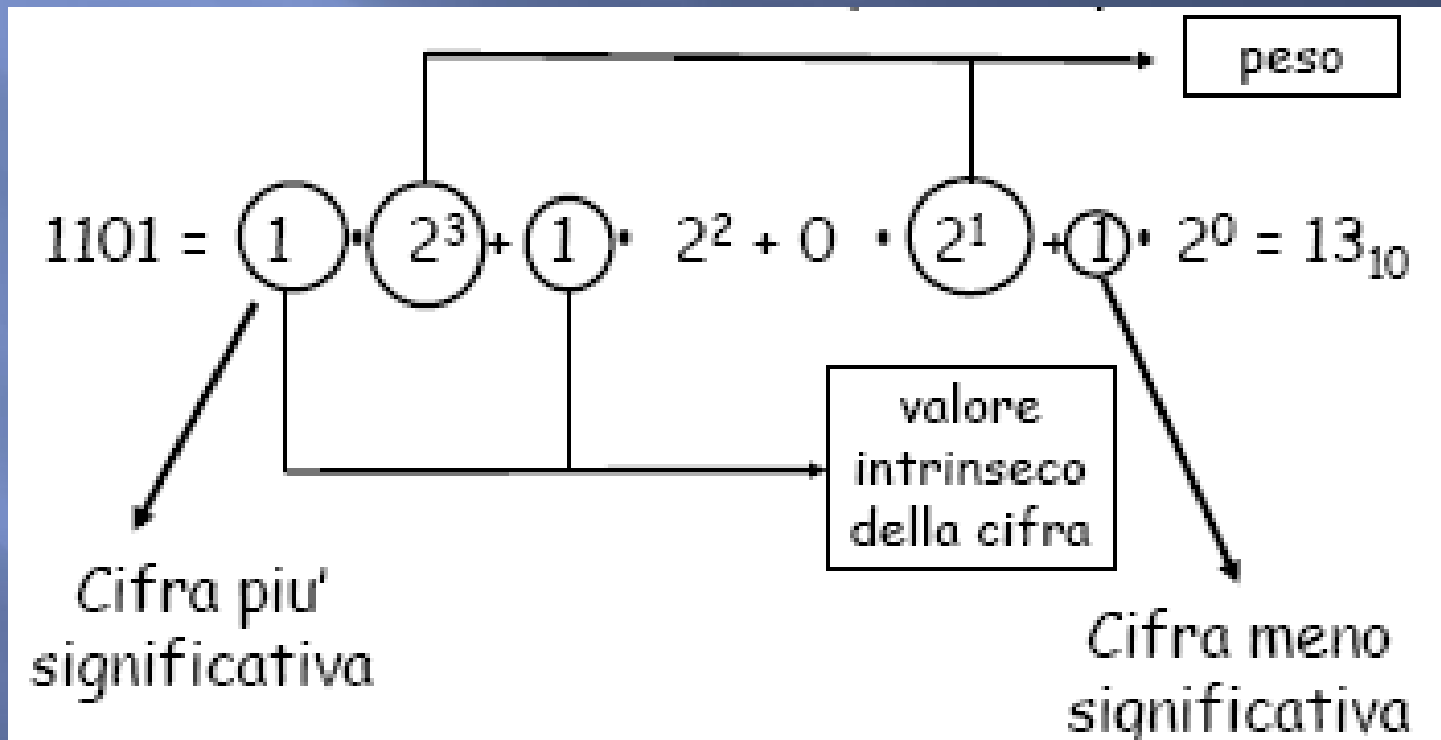 peso
1101 = 1 · 2³ + 1 · 2² + 0 · 2¹ + 1 · 2⁰ = 13₁₀
valore
intrinseco
della cifra
Cifra piu'
significativa
Cifra meno
significativa